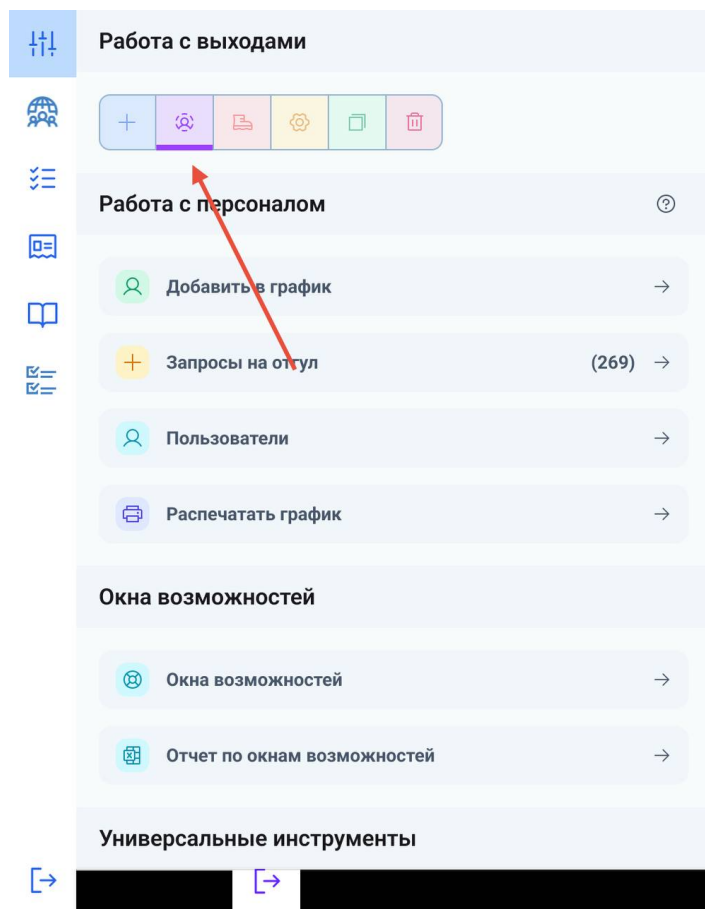 Работа с выходами
Работа с персоналом
Добавить в график
Запросы на отгул (269)
Пользователи
Распечатать график
Окна возможностей
Окна возможностей
Отчет по окнам возможностей
Универсальные инструменты